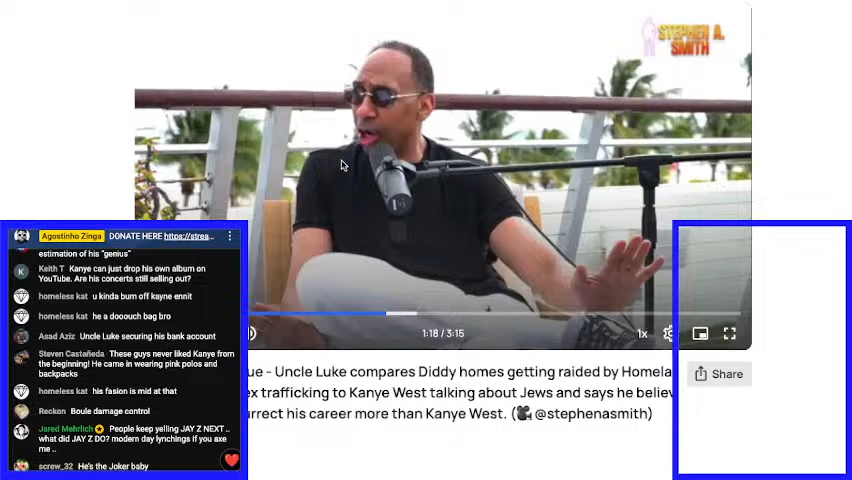 STEPHEN A.
SMITH
Agostinho Zinga DONATE HERE https://strea...
estimation of his "genius"
Keith T Kanye can just drop his own album on
YouTube. Are his concerts still selling out?
homeless kat u kinda bum off kayne ennit
homeless kat he a dooouch bag bro
Asad Aziz Uncle Luke securing his bank account
Steven Castañeda These guys never liked Kanye from
the beginning! He came in wearing pink polos and
backpacks
homeless kat his fasion is mid at that
Reckon Boule damage control
Jared Mehrlich People keep yelling JAY Z NEXT ..
what did JAY Z DO? modern day lynchings if you axe
me ..
screw_32 He's the Joker baby
1:18 / 3:15
1x
ue - Uncle Luke compares Diddy homes getting raided by Homela
ex trafficking to Kanye West talking about Jews and says he believ
urrect his career more than Kanye West. (🎥@stephenasmith)
Share